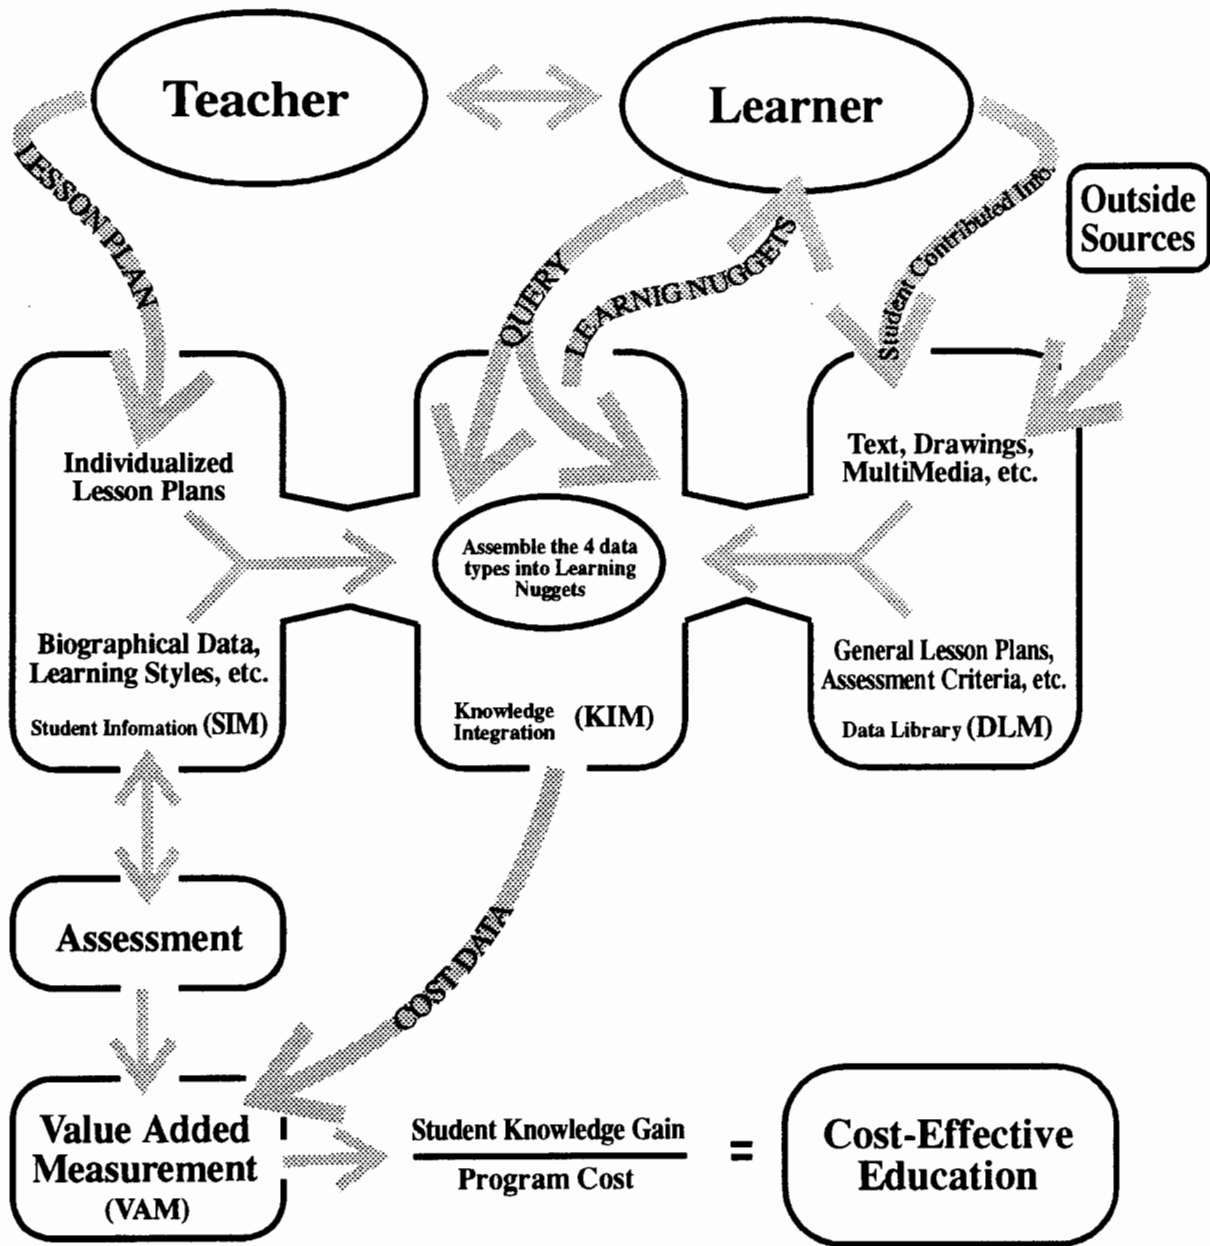 Teacher
Learner
LESSON PLAN
QUERY
LEARNIG NUGGETS
Student Contributed Info.
Outside
Sources
Individualized
Lesson Plans
Text, Drawings,
MultiMedia, etc.
Assemble the 4 data
types into Learning
Nuggets
Biographical Data,
Learning Styles, etc.
General Lesson Plans,
Assessment Criteria, etc.
Student Infomation (SIM)
Knowledge
Integration (KIM)
Data Library (DLM)
Assessment
COST DATA
Value Added
Measurement
(VAM)
Student Knowledge Gain
Program Cost
=
Cost-Effective
Education